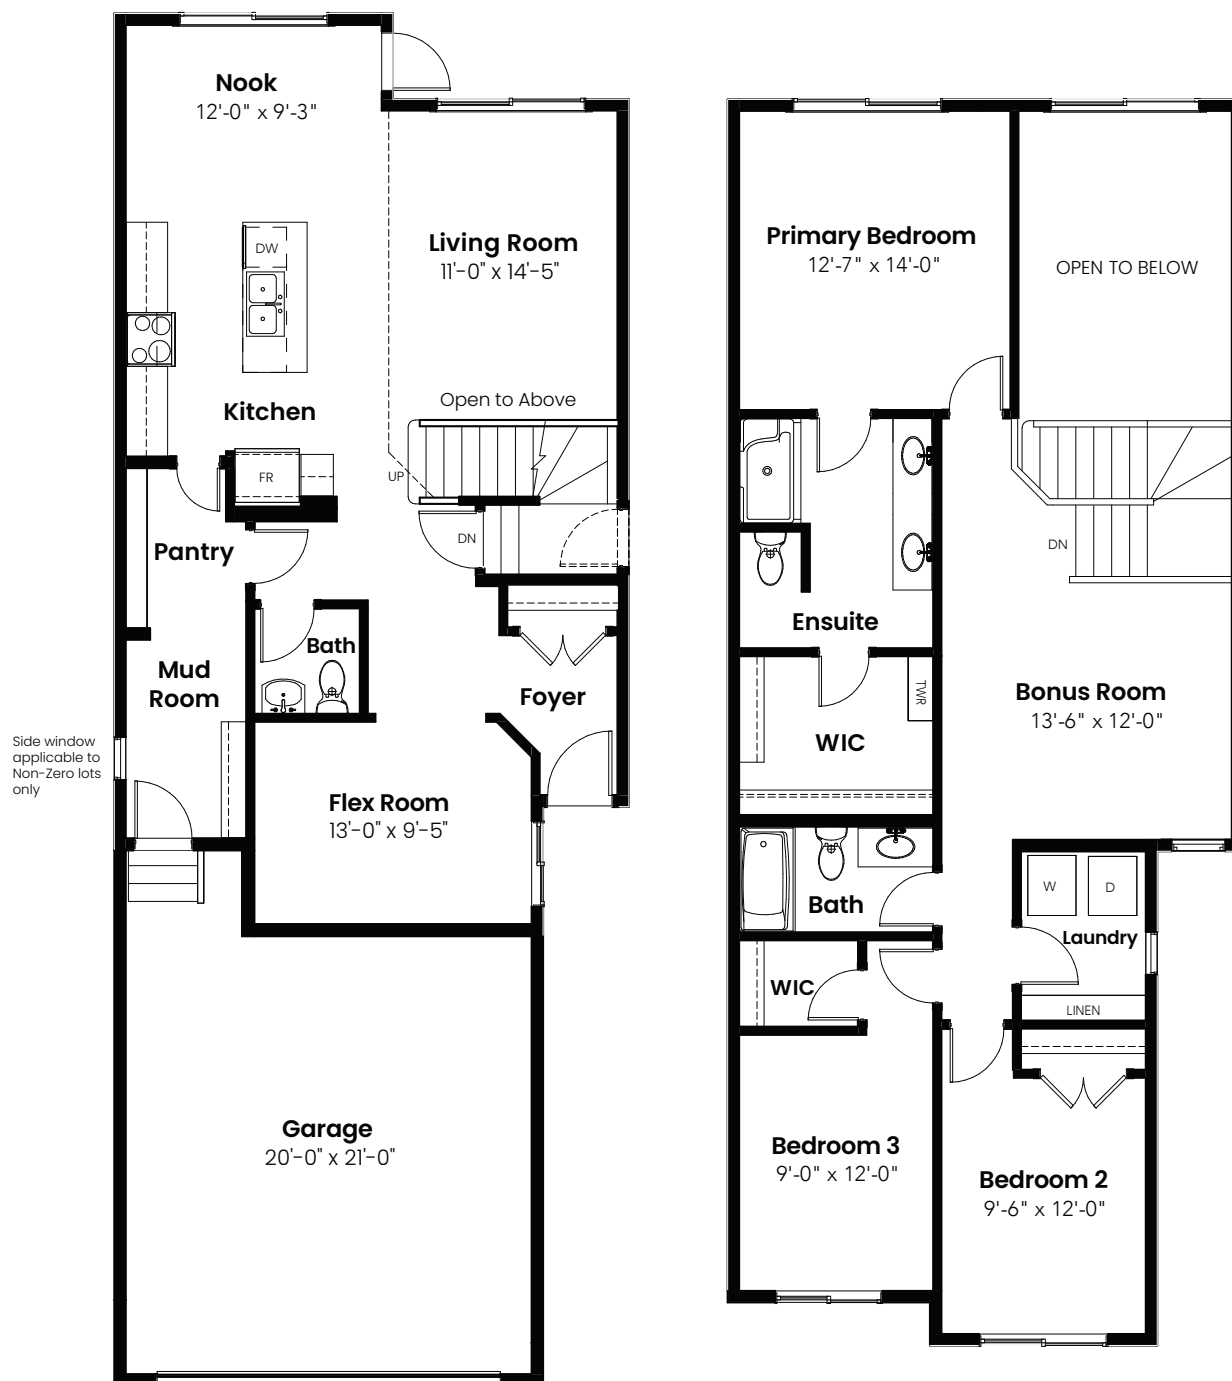 Nook
12'-0" x 9'-3"
DW
Living Room
11'-0" x 14'-5"
Kitchen
Open to Above
FR
UP
Pantry
DN
Bath
Mud
Room
Foyer
Side window
applicable to
Non-Zero lots
only
Flex Room
13'-0" x 9'-5"
Garage
20'-0" x 21'-0"
Primary Bedroom
12'-7" x 14'-0"
OPEN TO BELOW
DN
Ensuite
TWR
WIC
Bonus Room
13'-6" x 12'-0"
Bath
W
D
Laundry
WIC
LINEN
Bedroom 3
9'-0" x 12'-0"
Bedroom 2
9'-6" x 12'-0"